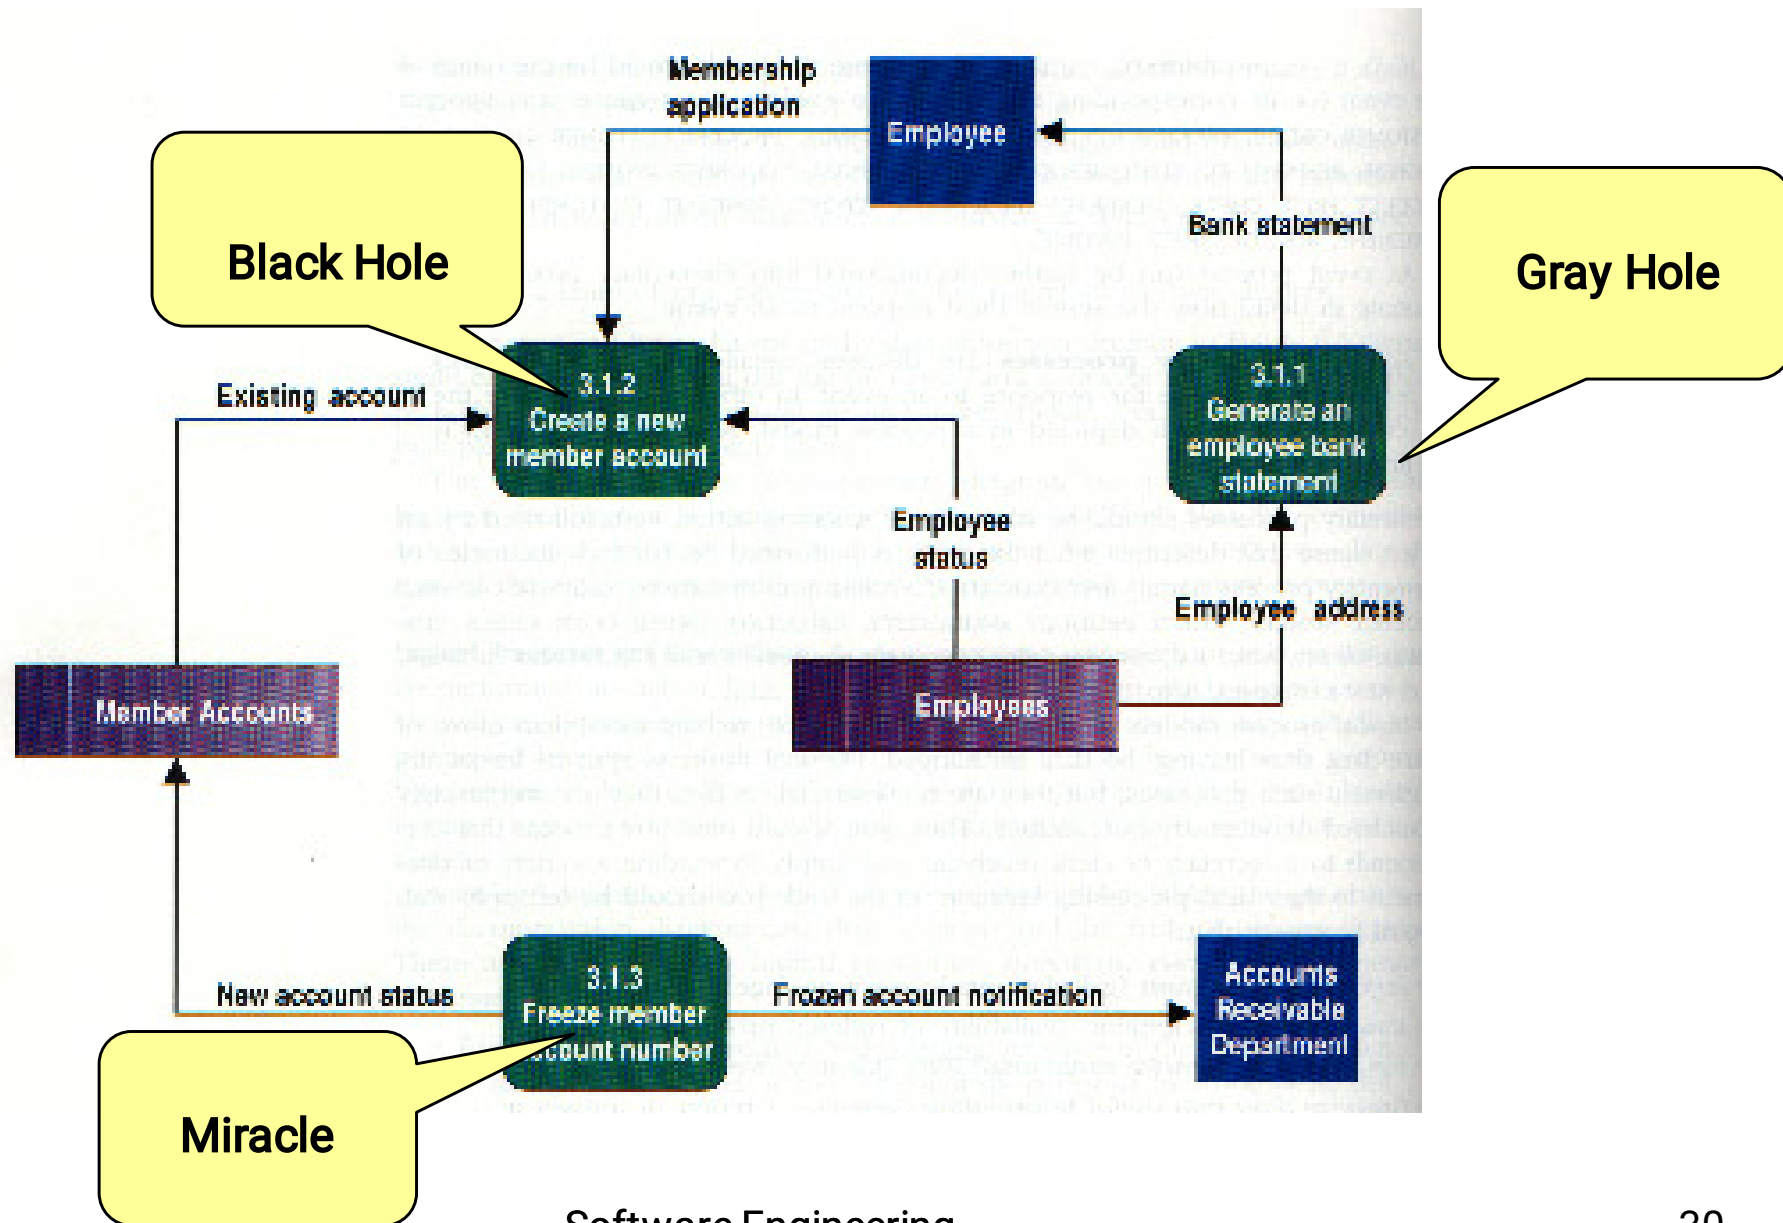 Membership
application
Employee
Black Hole
Bank statement
Gray Hole
Existing account
3.1.2
Create a new
member account
3.1.1
Generate an
employee bank
statement
Employee
status
Employee address
Member Accounts
Employees
New account status
3.1.3
Freeze member
account number
Frozen account notification
Accounts
Receivable
Department
Miracle
Software Engineering